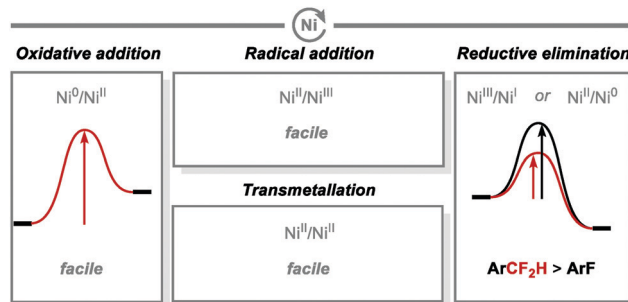 Ni
Oxidative addition
Ni⁰/Niᴵᴵ
facile
Radical addition
Niᴵᴵ/Niᴵᴵᴵ
facile
Transmetallation
Niᴵᴵ/Niᴵᴵ
facile
Reductive elimination
Niᴵᴵᴵ/Niᴵ or Niᴵᴵ/Ni⁰
ArCF₂H > ArF